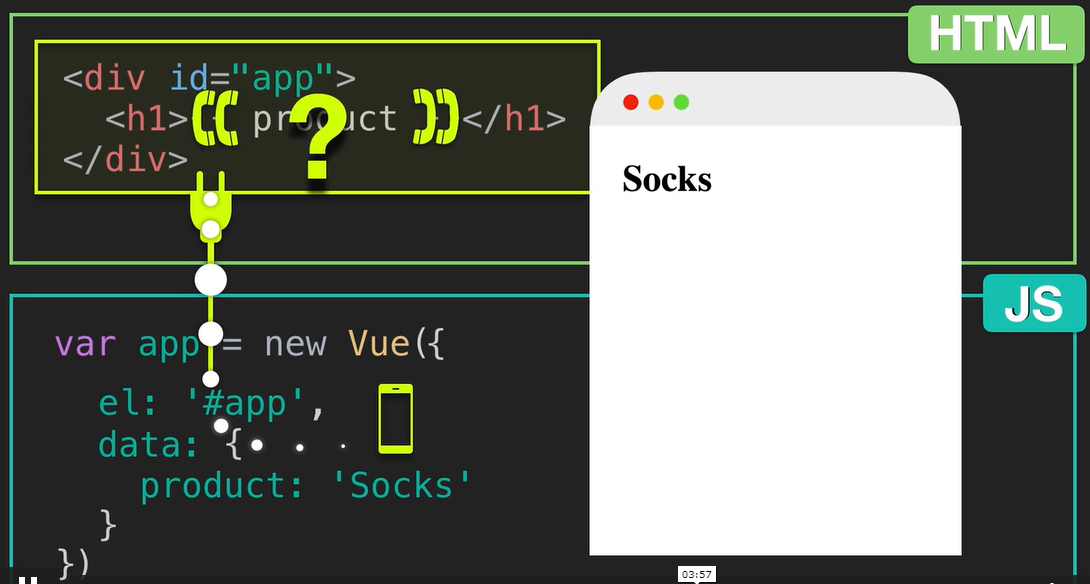 HTML
<div id="app">
<h1>{{ product }}</h1>
</div>
?
Socks
JS
var app = new Vue({
el: '#app',
data: {
product: 'Socks'
}
})
03:57